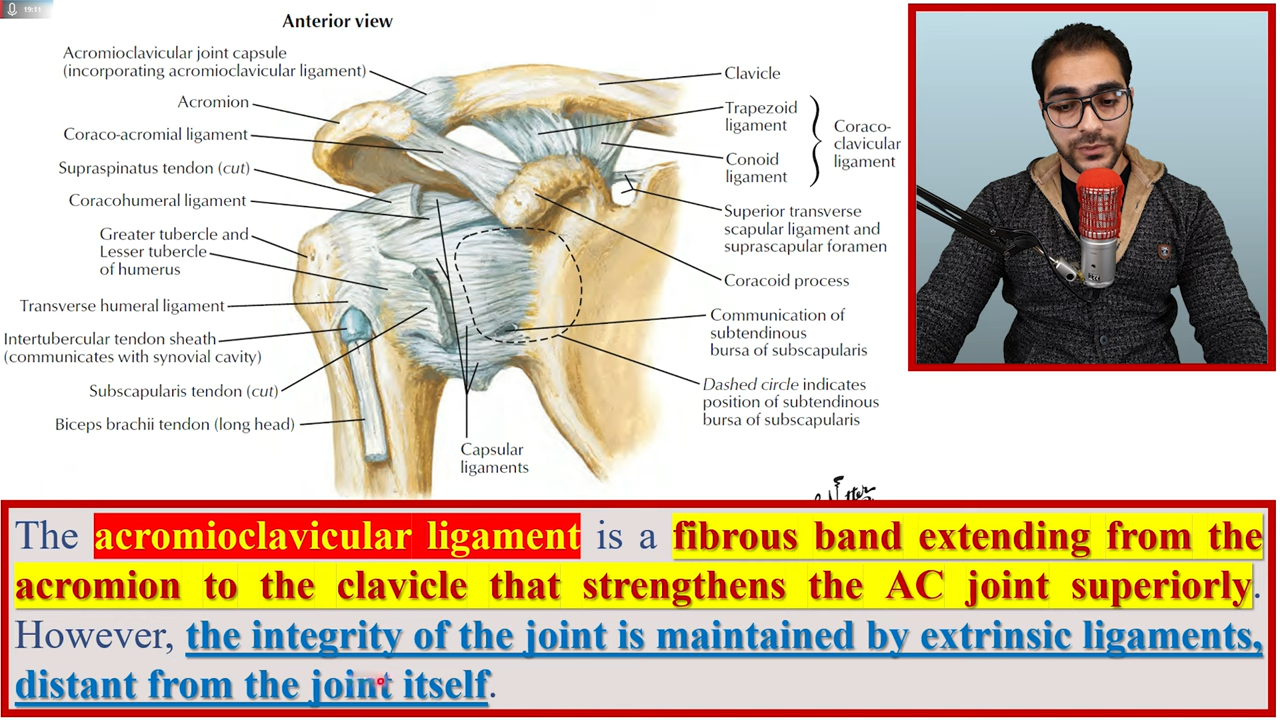 19:11
Anterior view
Acromioclavicular joint capsule
(incorporating acromioclavicular ligament)
Acromion
Coraco-acromial ligament
Supraspinatus tendon (cut)
Coracohumeral ligament
Greater tubercle and
Lesser tubercle
of humerus
Transverse humeral ligament
Intertubercular tendon sheath
(communicates with synovial cavity)
Subscapularis tendon (cut)
Biceps brachii tendon (long head)
Clavicle
Trapezoid
ligament
Conoid
ligament
Coraco-
clavicular
ligament
Superior transverse
scapular ligament and
suprascapular foramen
Coracoid process
Communication of
subtendinous
bursa of subscapularis
Dashed circle indicates
position of subtendinous
bursa of subscapularis
Capsular
ligaments
The acromioclavicular ligament is a fibrous band extending from the
acromion to the clavicle that strengthens the AC joint superiorly.
However, the integrity of the joint is maintained by extrinsic ligaments,
distant from the joint itself.